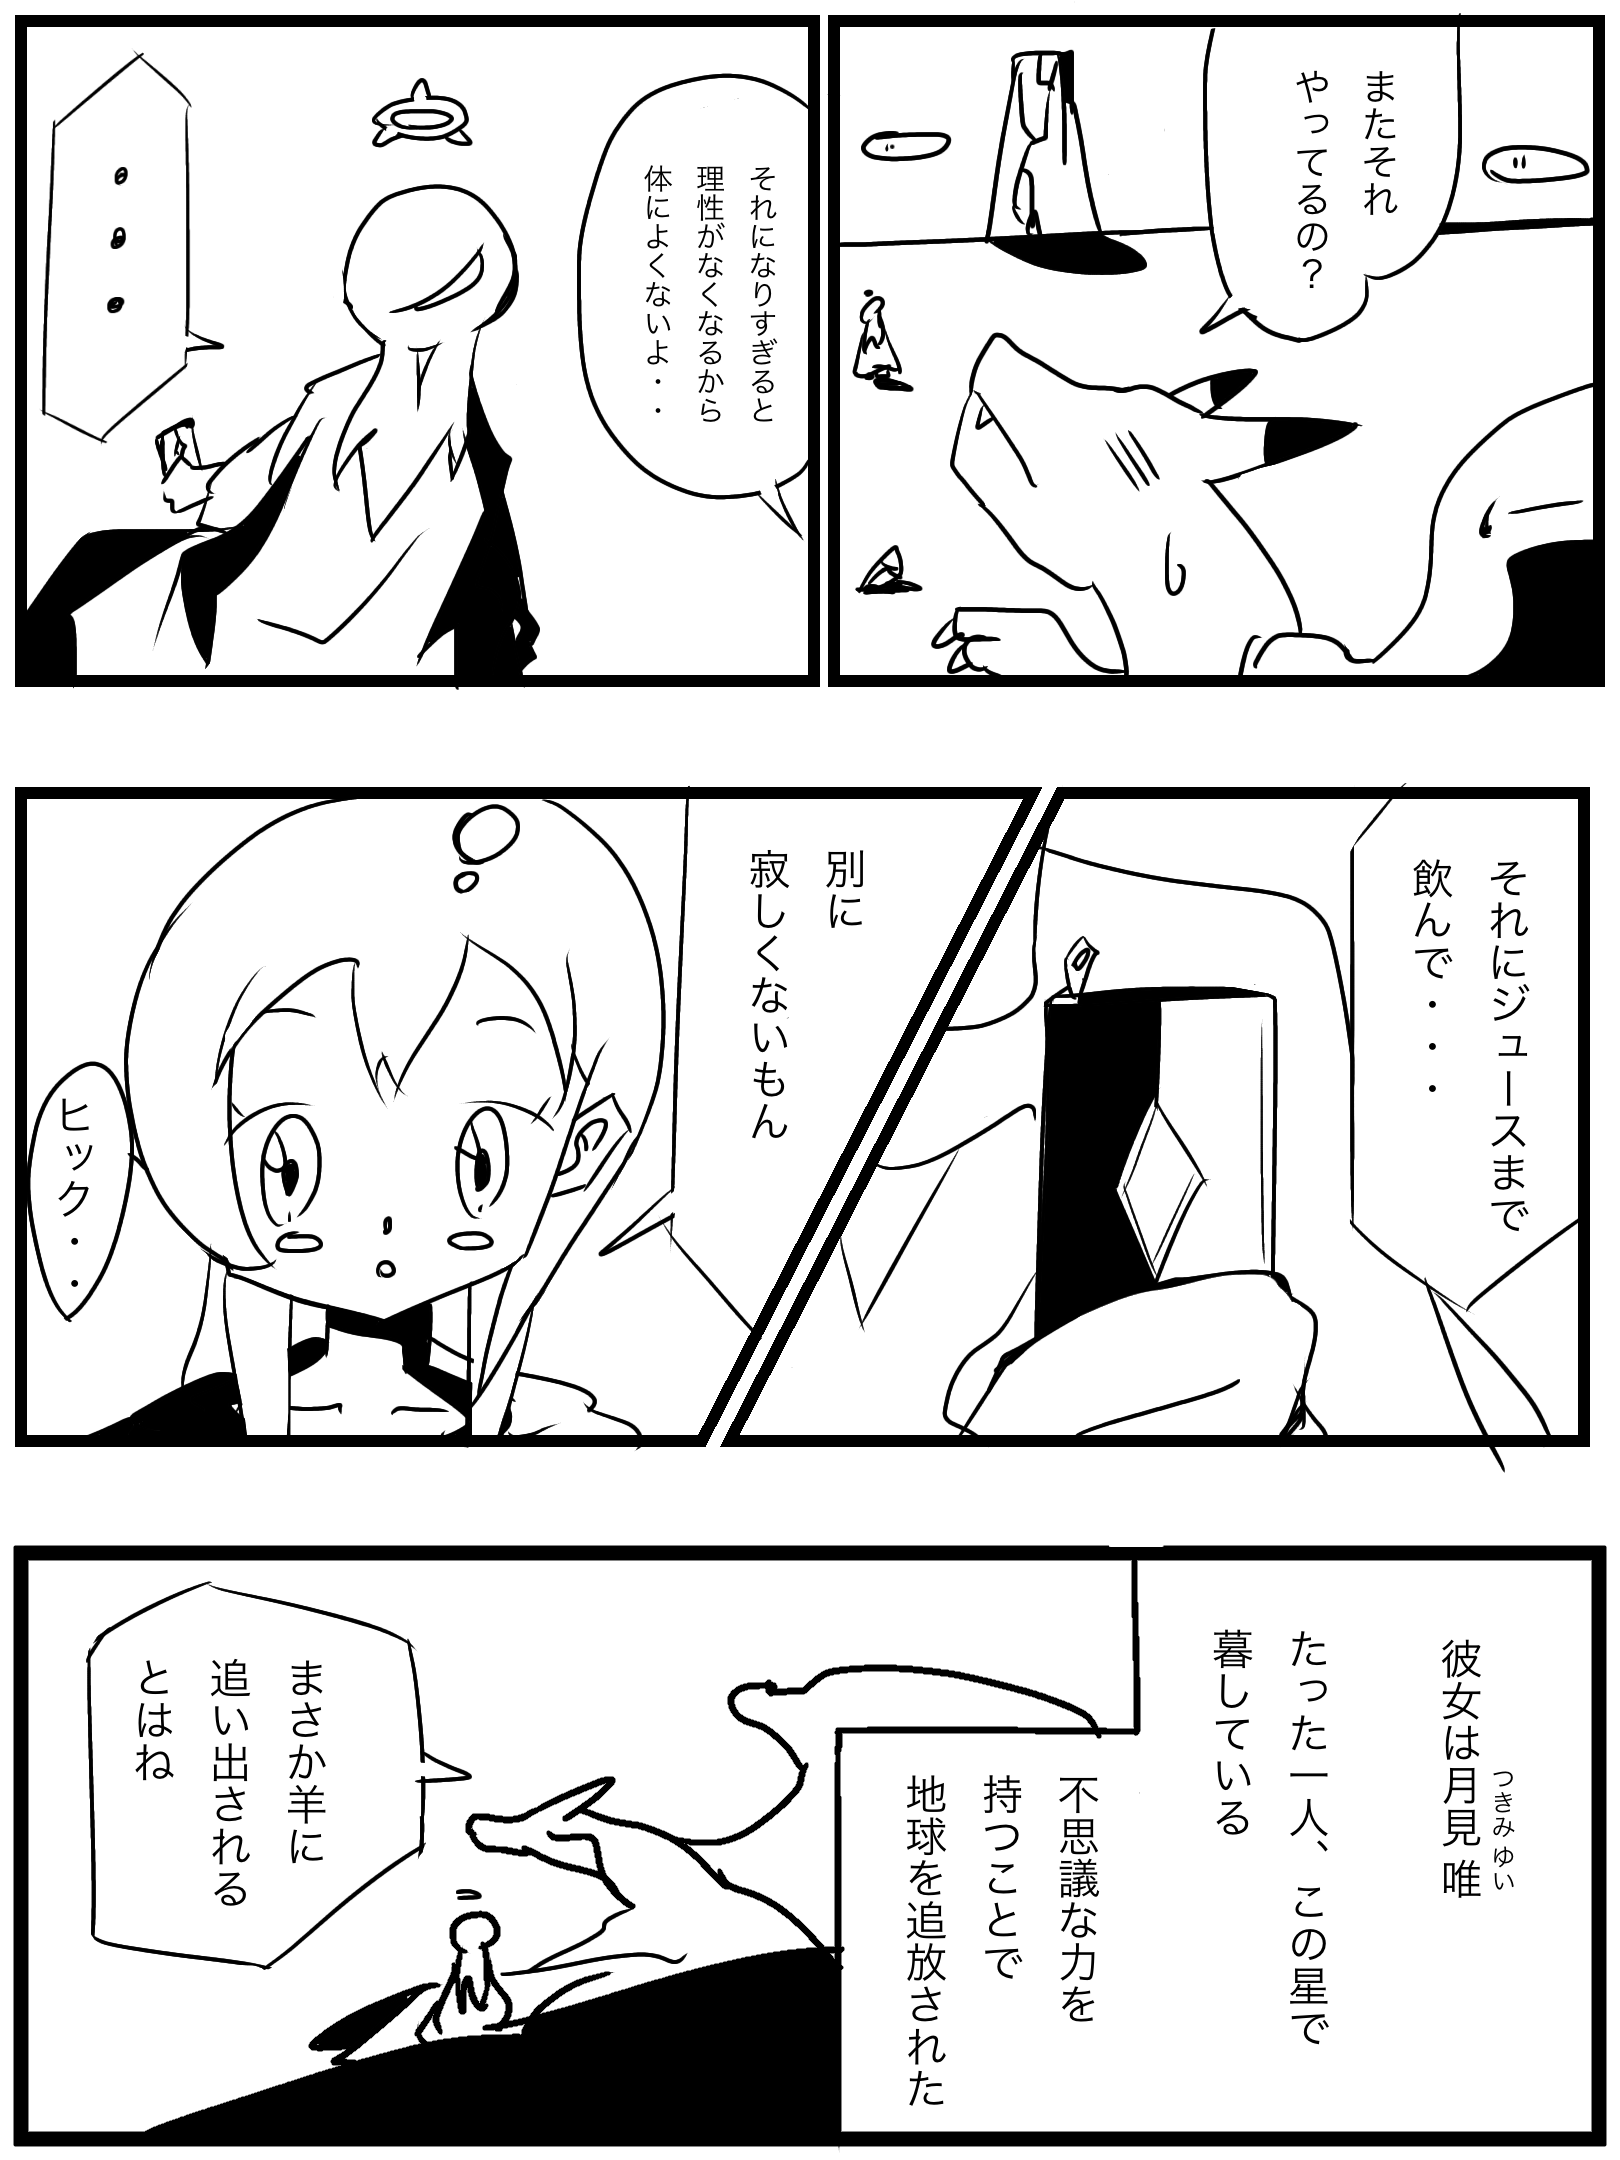 またそれ
やってるの？
それになりすぎると
理性がなくなるから
体によくないよ・・
・・・
それにジュースまで
飲んで・・・
別に
寂しくないもん
ヒック・・
彼女は月見 唯
つきみ ゆい
たった一人、この星で
暮している
不思議な力を
持つことで
地球を追放された
まさか羊に
追い出される
とはね